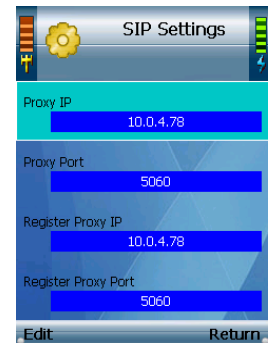 SIP Settings
Proxy IP
10.0.4.78
Proxy Port
5060
Register Proxy IP
10.0.4.78
Register Proxy Port
5060
Edit Return